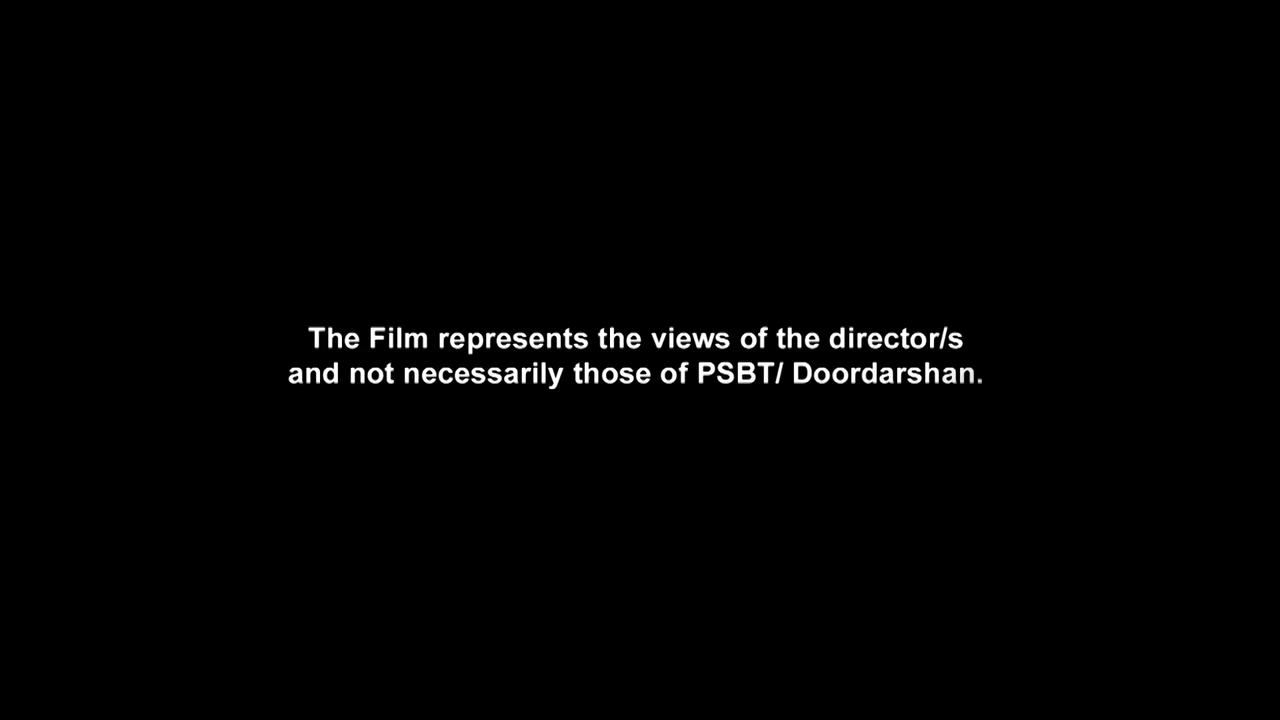 The Film represents the views of the director/s
and not necessarily those of PSBT/ Doordarshan.